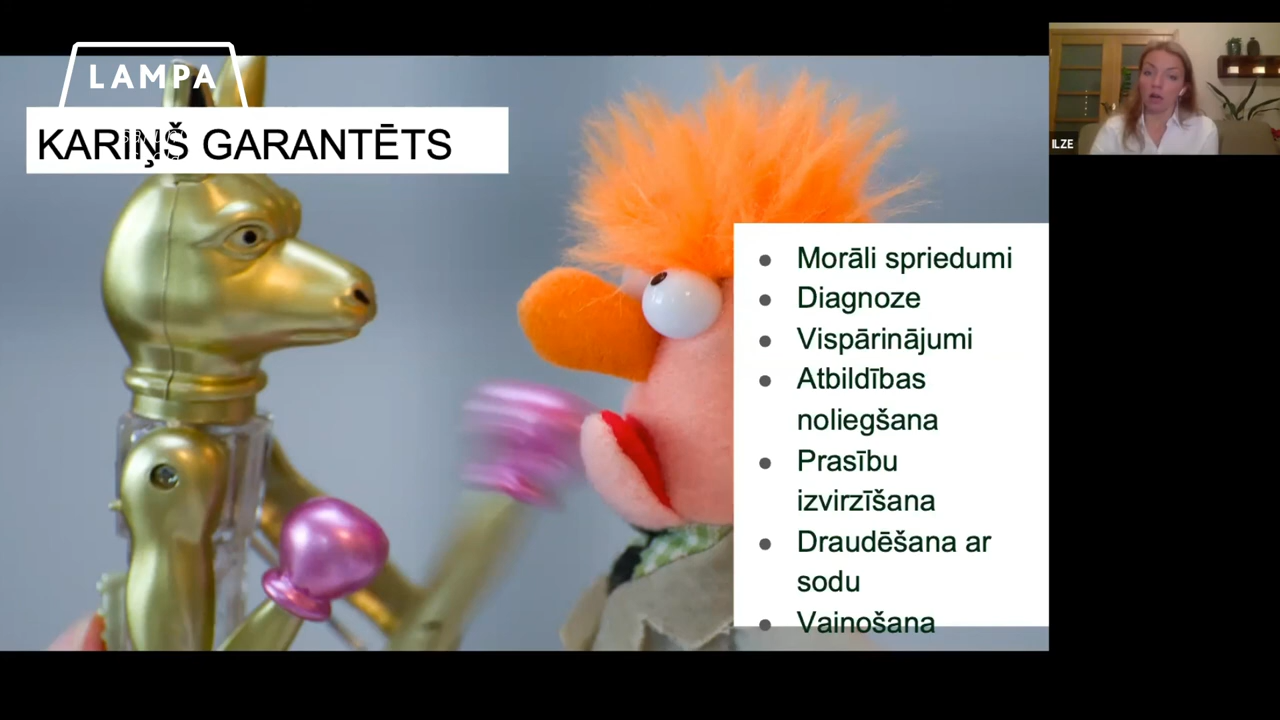 LAMPA
KARIŅŠ GARANTĒTS
ILZE
Morāli spriedumi
Diagnoze
Vispārinājumi
Atbildības
noliegšana
Prasību
izvirzīšana
Draudēšana ar
sodu
Vainošana